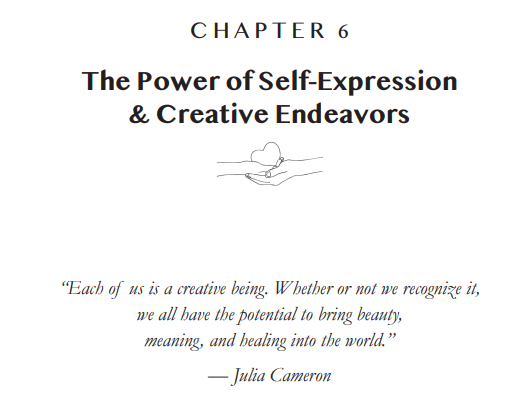 CHAPTER 6
The Power of Self-Expression
& Creative Endeavors
“Each of us is a creative being. Whether or not we recognize it,
we all have the potential to bring beauty,
meaning, and healing into the world.”
— Julia Cameron